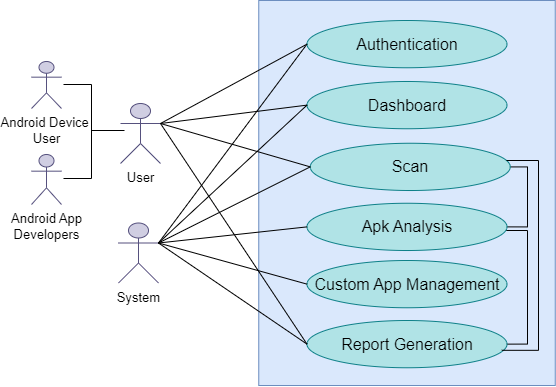 Authentication
Android Device
User
Dashboard
User
Scan
Android App
Developers
Apk Analysis
System
Custom App Management
Report Generation